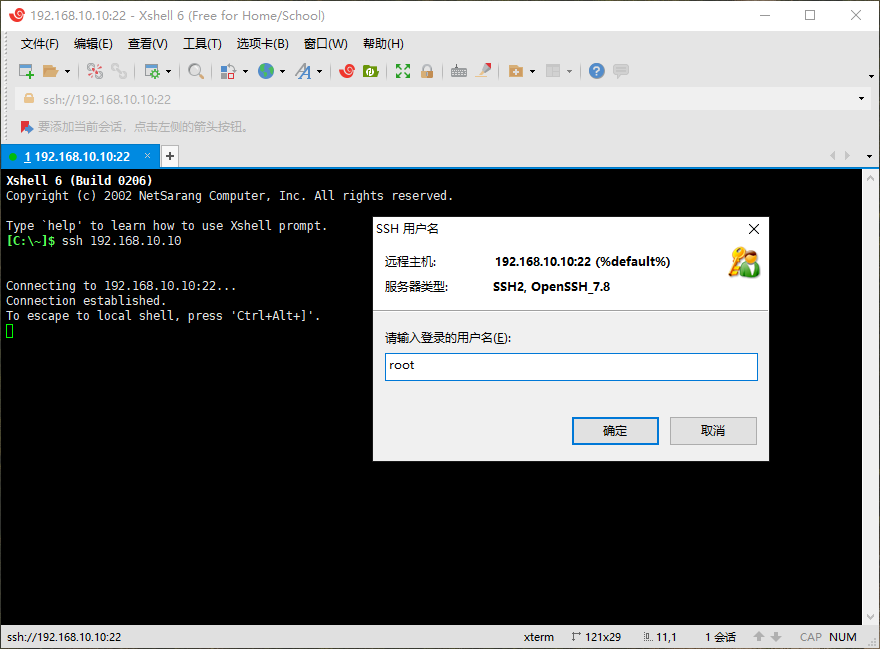 192.168.10.10:22 - Xshell 6 (Free for Home/School)
文件(F) 编辑(E) 查看(V) 工具(T) 选项卡(B) 窗口(W) 帮助(H)
ssh://192.168.10.10:22
要添加当前会话，点击左侧的箭头按钮。
1 192.168.10.10:22 × +
Xshell 6 (Build 0206)
Copyright (c) 2002 NetSarang Computer, Inc. All rights reserved.
Type `help' to learn how to use Xshell prompt.
[C:\~]$ ssh 192.168.10.10
Connecting to 192.168.10.10:22...
Connection established.
To escape to local shell, press 'Ctrl+Alt+]'.
SSH 用户名
远程主机: 192.168.10.10:22 (%default%)
服务器类型: SSH2, OpenSSH_7.8
请输入登录的用户名(E):
root
确定 取消
ssh://192.168.10.10:22 xterm 121x29 11,1 1 会话 CAP NUM